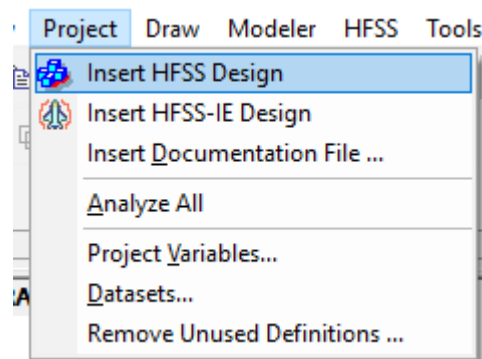 Project Draw Modeler HFSS Tools
Insert HFSS Design
Insert HFSS-IE Design
Insert Documentation File ...
Analyze All
Project Variables...
Datasets...
Remove Unused Definitions ...